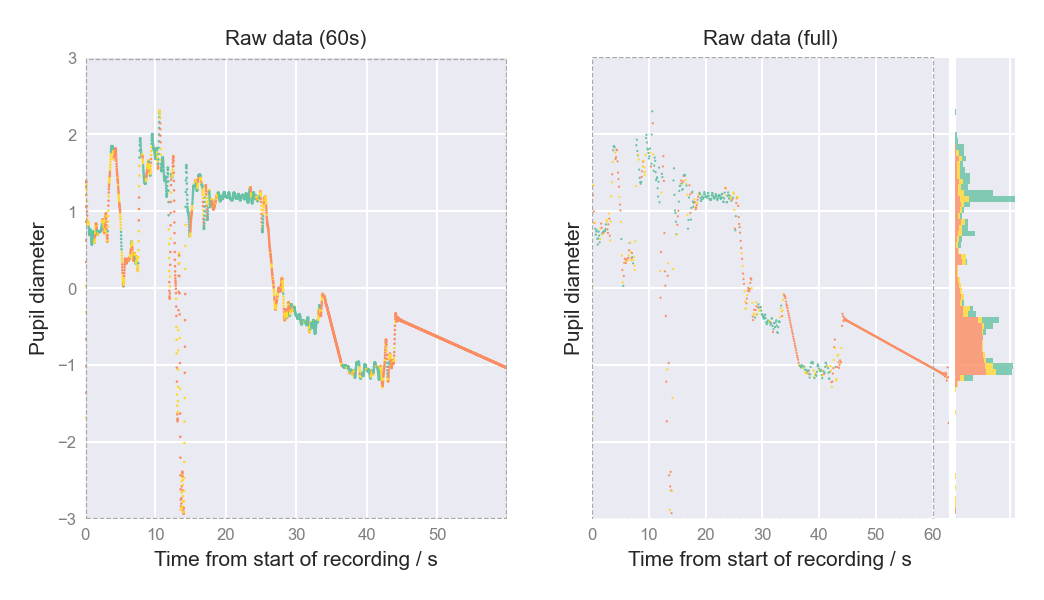 Raw data (60s)
Raw data (full)
Pupil diameter
3
2
1
0
−1
−2
−3
0 10 20 30 40 50
Time from start of recording / s
Pupil diameter
0 10 20 30 40 50 60
Time from start of recording / s